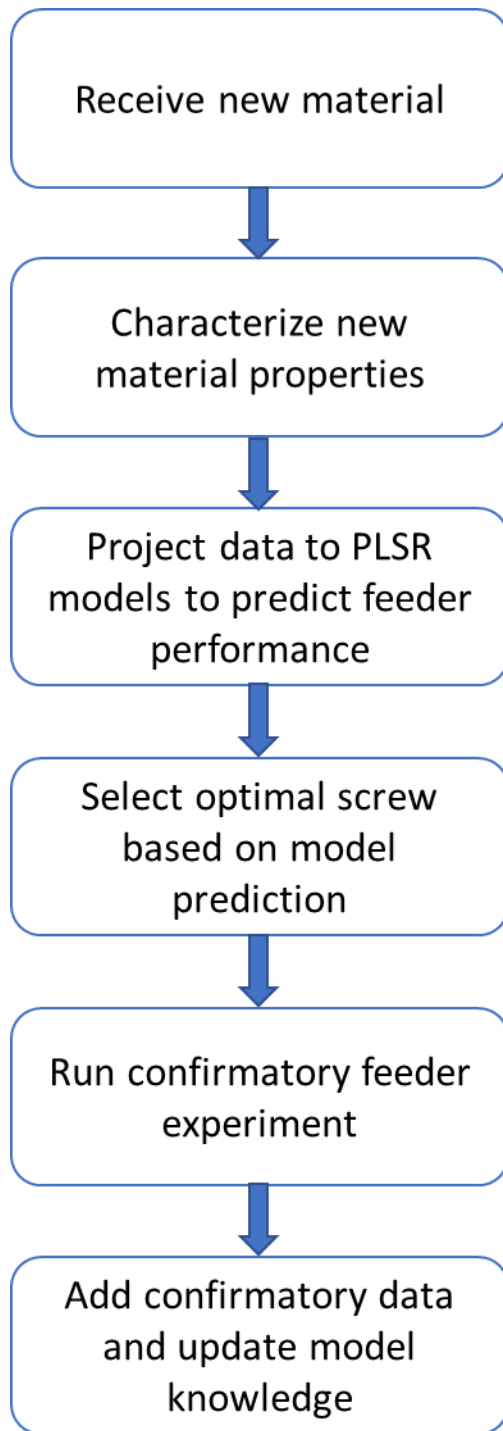 Receive new material
Characterize new
material properties
Project data to PLSR
models to predict feeder
performance
Select optimal screw
based on model
prediction
Run confirmatory feeder
experiment
Add confirmatory data
and update model
knowledge